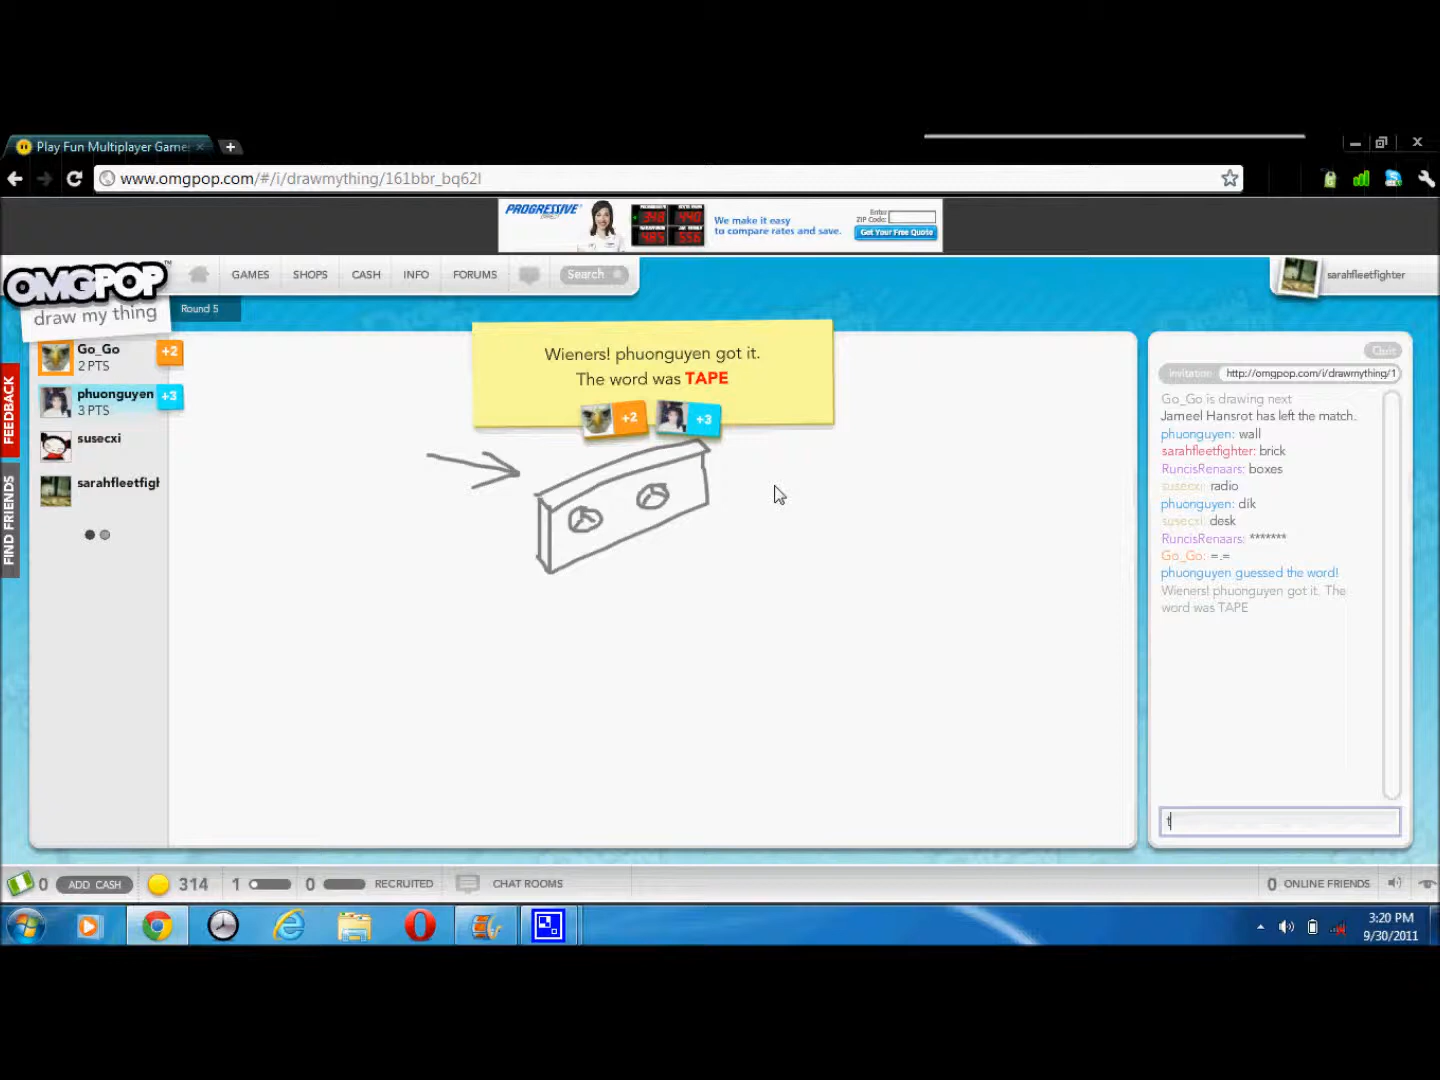 Play Fun Multiplayer Game
www.omgpop.com/#/i/drawmything/161bbr_bq62l
PROGRESSIVE
We make it easy
to compare rates and save.
Enter
ZIP Code:
Get Your Free Quote
OMGPOP
draw my thing
GAMES
SHOPS
CASH
INFO
FORUMS
Search
sarahfleetfighter
Round 5
FEEDBACK
FIND FRIENDS
Go_Go
2 PTS
+2
phuonguyen
3 PTS
+3
susecxi
sarahfleetfigh
Wieners! phuonguyen got it.
The word was TAPE
+2
+3
Chat
Invitation
http://omgpop.com/i/drawmything/1
Go_Go is drawing next
Jameel Hansrot has left the match.
phuonguyen: wall
sarahfleetfighter: brick
RuncisRenaars: boxes
susecxi: radio
phuonguyen: dik
susecxi: desk
RuncisRenaars: *******
Go_Go: =.=
phuonguyen guessed the word!
Wieners! phuonguyen got it. The
word was TAPE
t
0
ADD CASH
314
1
0
RECRUITED
CHAT ROOMS
0 ONLINE FRIENDS
3:20 PM
9/30/2011